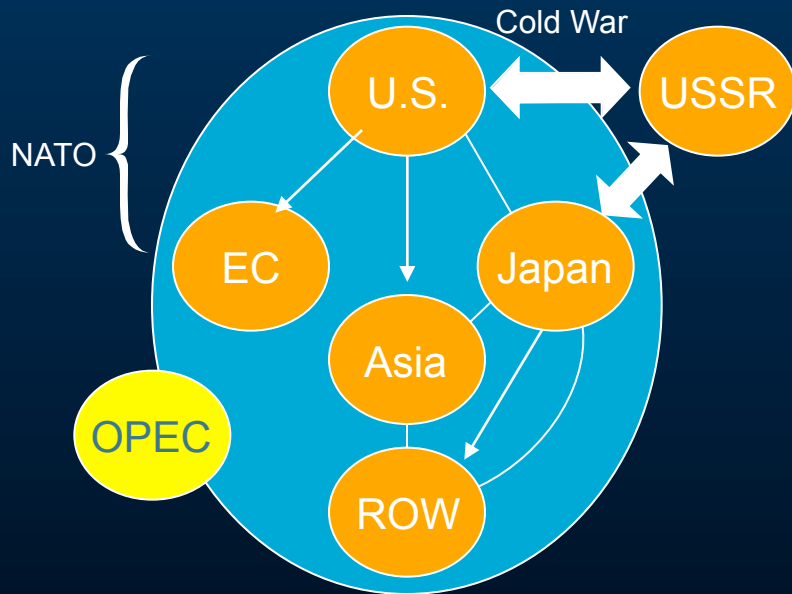 Cold War
U.S.
USSR
NATO
EC
Japan
Asia
OPEC
ROW